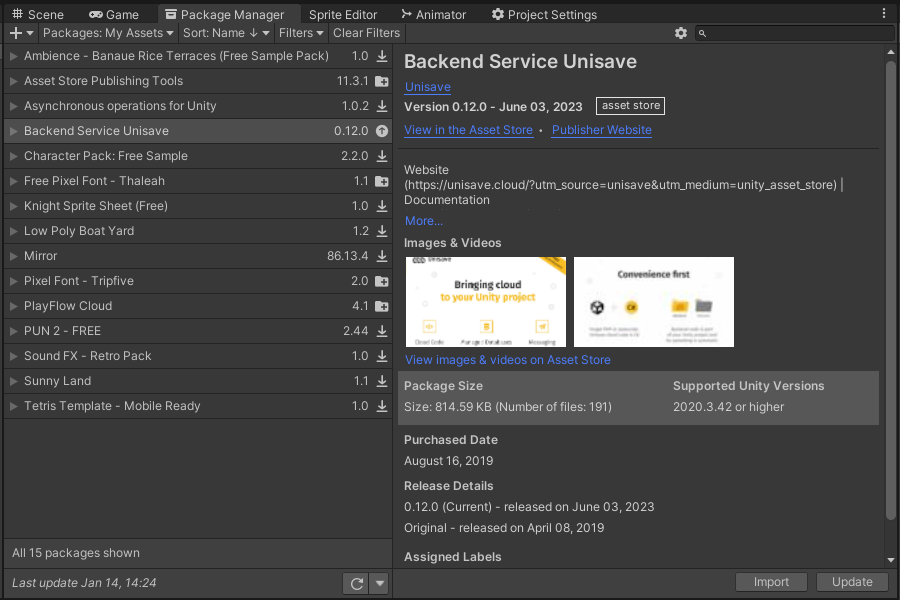 Scene Game Package Manager Sprite Editor Animator Project Settings
Packages: My Assets Sort: Name ↓ Filters Clear Filters
Ambience - Banaue Rice Terraces (Free Sample Pack) 1.0
Asset Store Publishing Tools 11.3.1
Asynchronous operations for Unity 1.0.2
Backend Service Unisave 0.12.0
Character Pack: Free Sample 2.2.0
Free Pixel Font - Thaleah 1.1
Knight Sprite Sheet (Free) 1.0
Low Poly Boat Yard 1.2
Mirror 86.13.4
Pixel Font - Tripfive 2.0
PlayFlow Cloud 4.1
PUN 2 - FREE 2.44
Sound FX - Retro Pack 1.0
Sunny Land 1.1
Tetris Template - Mobile Ready 1.0
All 15 packages shown
Last update Jan 14, 14:24
Backend Service Unisave
Unisave
Version 0.12.0 - June 03, 2023 asset store
View in the Asset Store • Publisher Website
Website
(https://unisave.cloud/?utm_source=unisave&utm_medium=unity_asset_store) |
Documentation
More...
Images & Videos
Unisave
Bringing cloud
to your Unity project
Cloud Code Managed Databases Messaging
Convenience first
View images & videos on Asset Store
Package Size Supported Unity Versions
Size: 814.59 KB (Number of files: 191) 2020.3.42 or higher
Purchased Date
August 16, 2019
Release Details
0.12.0 (Current) - released on June 03, 2023
Original - released on April 08, 2019
Assigned Labels
Import Update